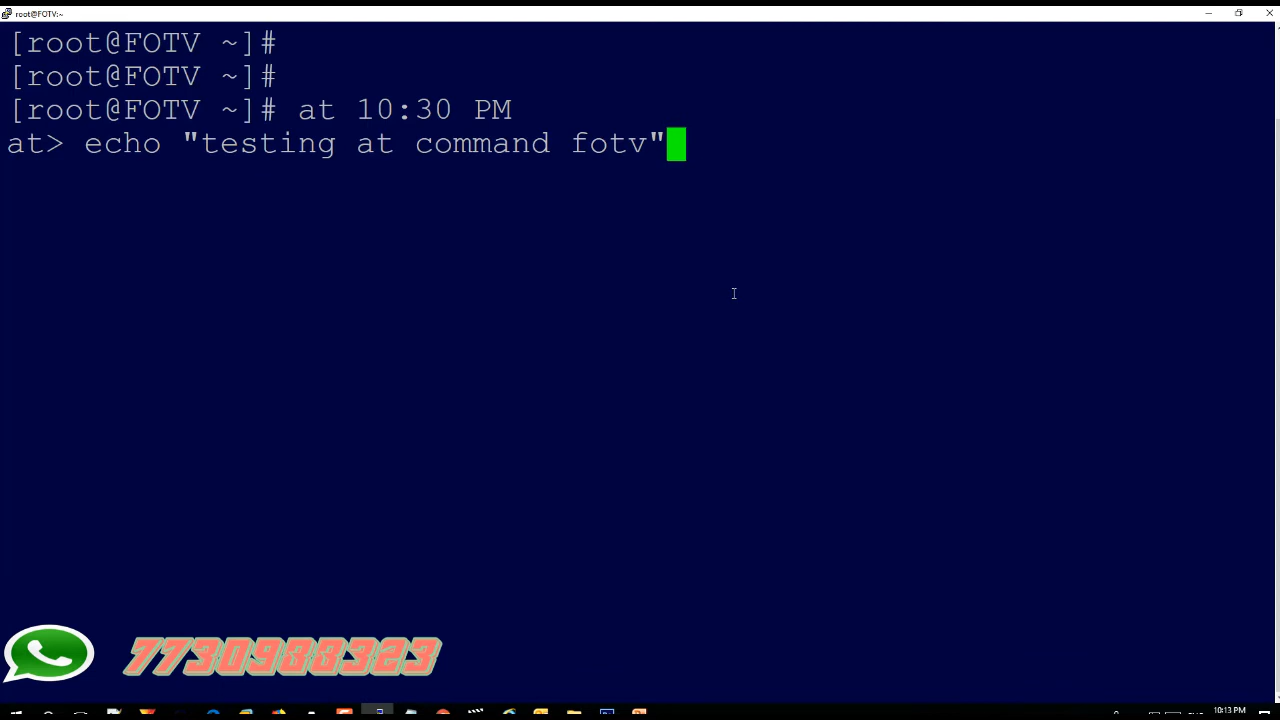 root@FOTV:~
[root@FOTV ~]#
[root@FOTV ~]#
[root@FOTV ~]# at 10:30 PM
at> echo "testing at command fotv"
7730988323
10:13 PM